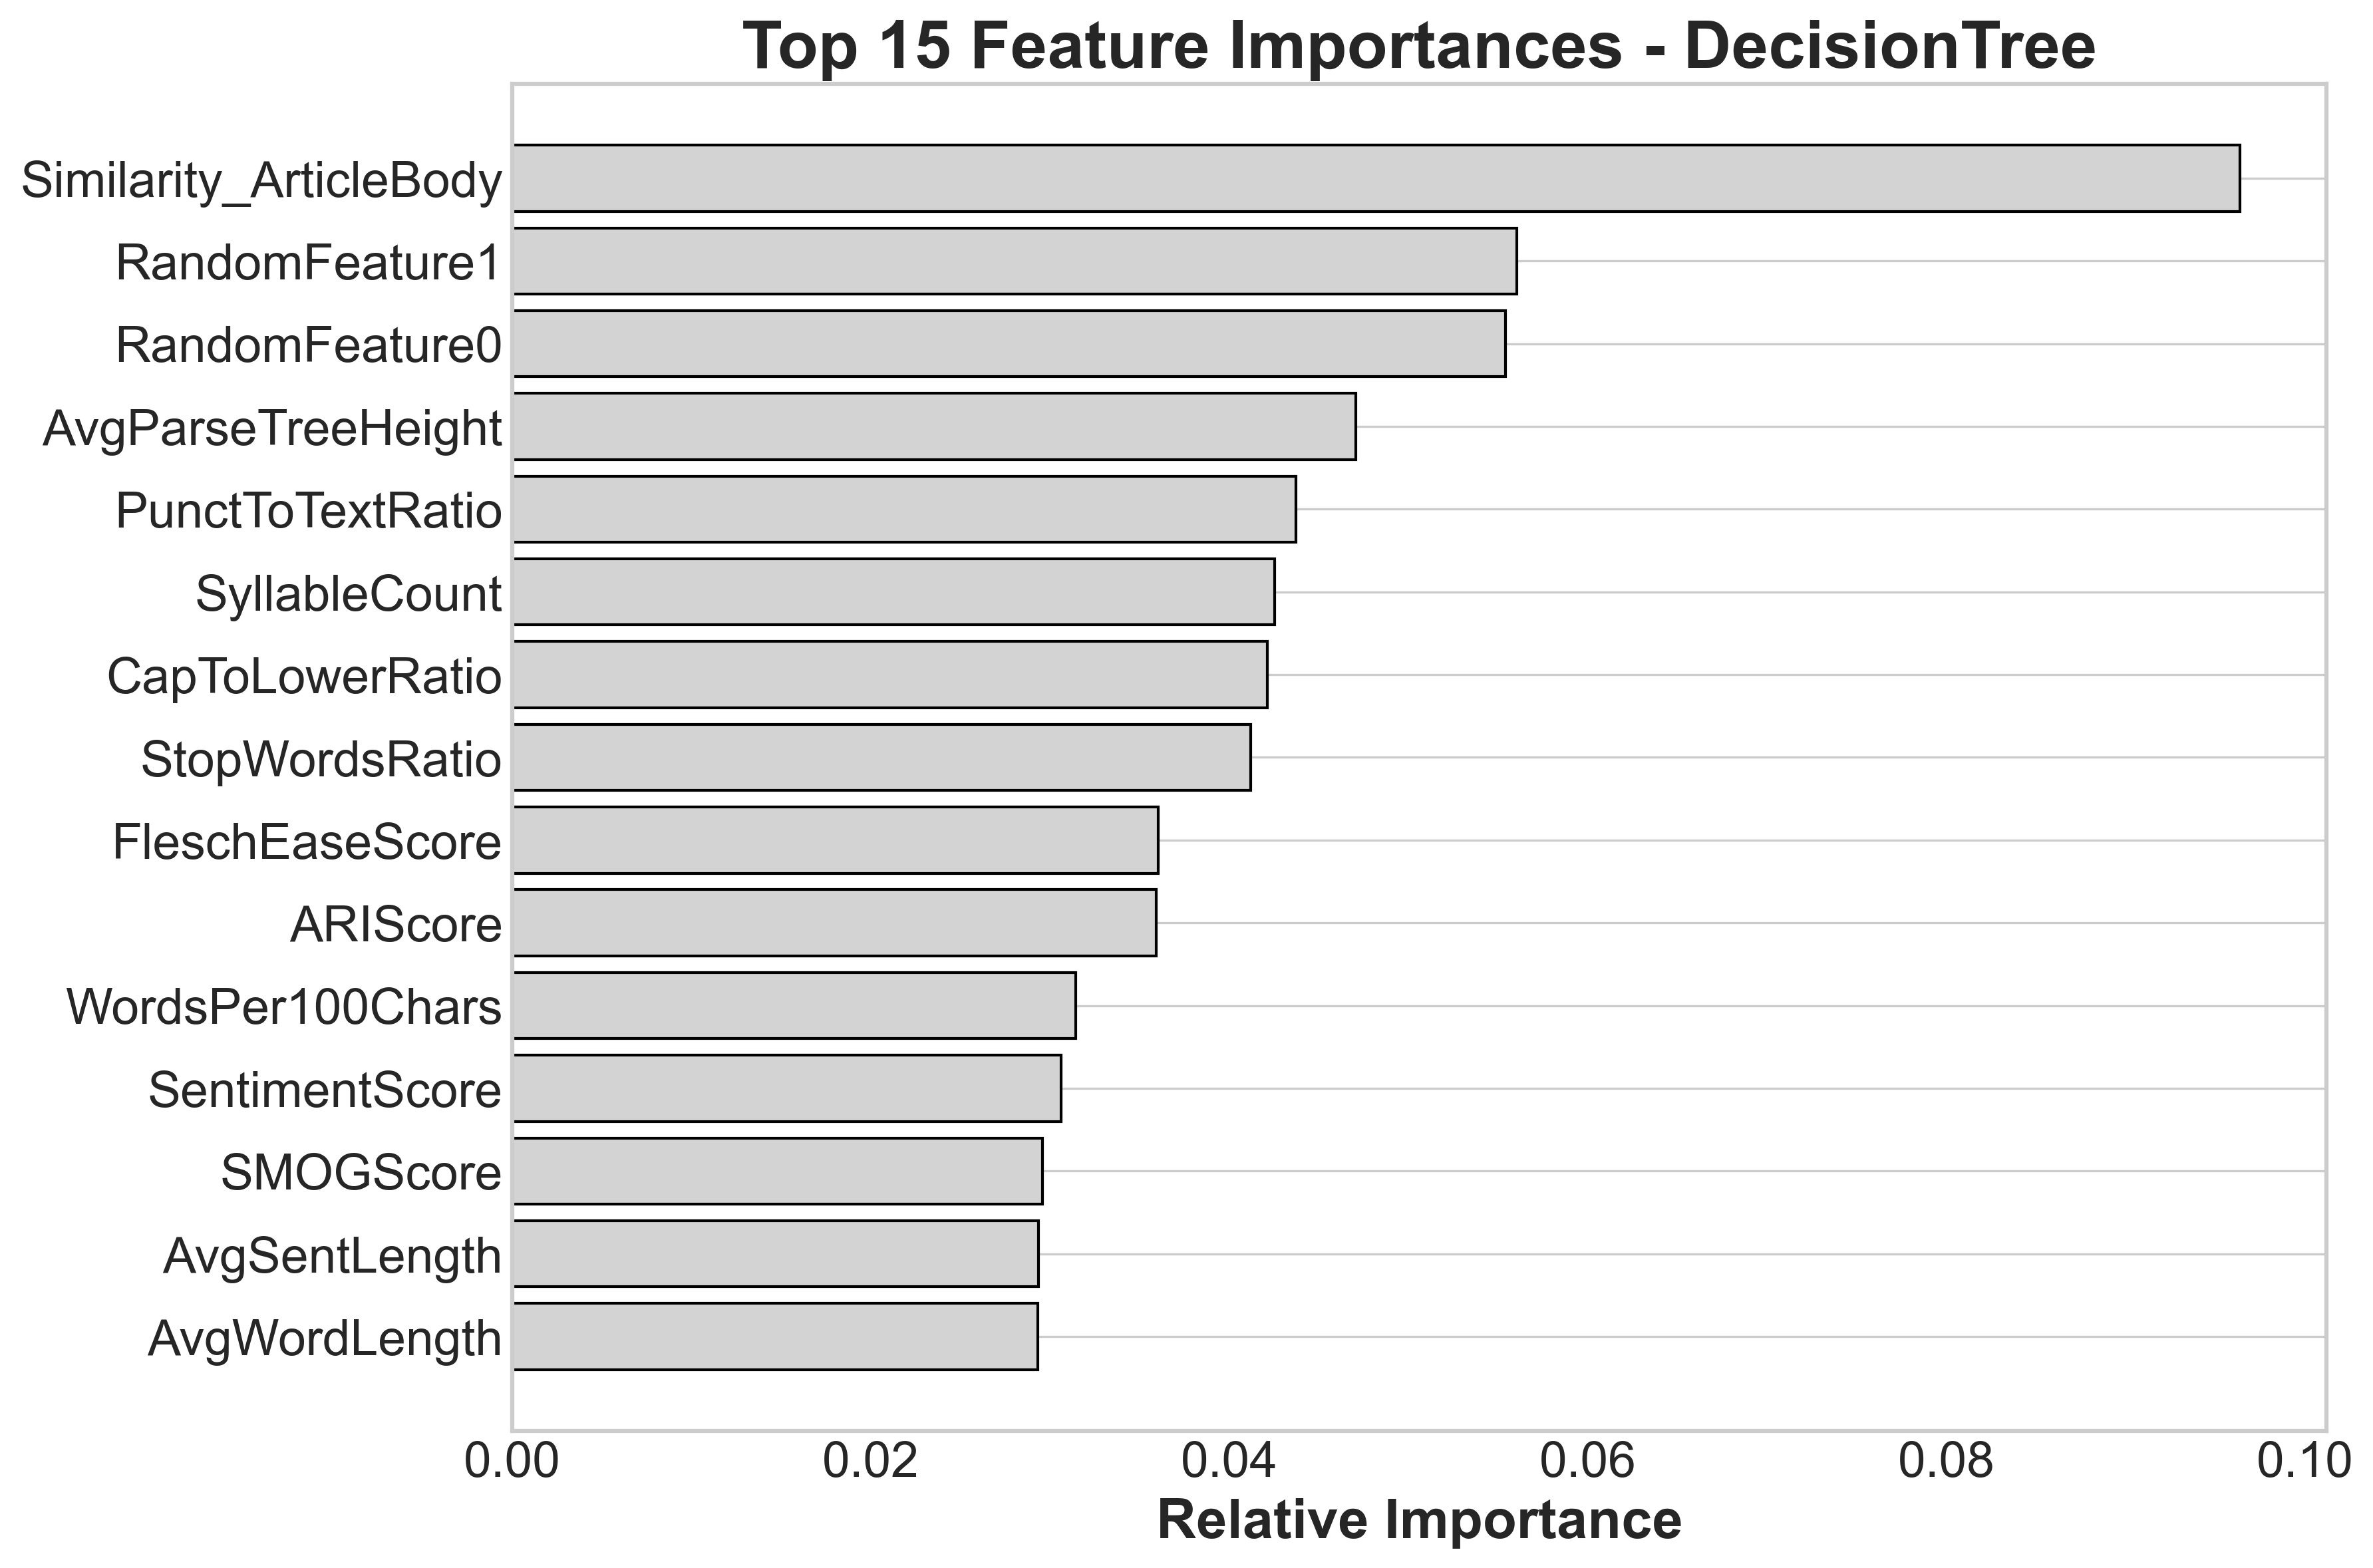 Top 15 Feature Importances - DecisionTree
Similarity_ArticleBody
RandomFeature1
RandomFeature0
AvgParseTreeHeight
PunctToTextRatio
SyllableCount
CapToLowerRatio
StopWordsRatio
FleschEaseScore
ARIScore
WordsPer100Chars
SentimentScore
SMOGScore
AvgSentLength
AvgWordLength
0.00 0.02 0.04 0.06 0.08 0.10
Relative Importance